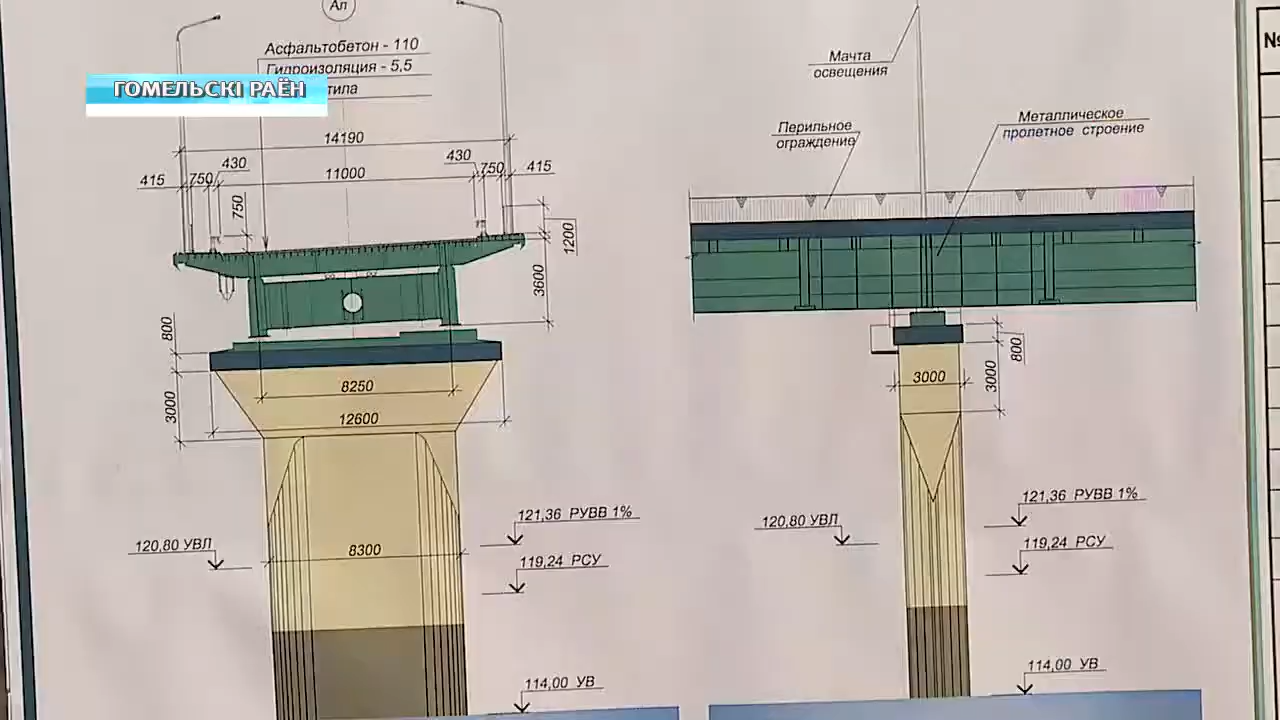 Ап
Асфальтобетон - 110
Гидроизоляция - 5,5
ГОМЕЛЬСКІ РАЁН
14190
415
750
430
11000
430
750
415
750
1200
3600
800
3000
8250
12600
8300
120,80 УВЛ
121,36 РУВВ 1%
119,24 РСУ
114,00 УВ
Мачта
освещения
Перильное
ограждение
Металлическое
пролетное строение
3000
3000
800
120,80 УВЛ
121,36 РУВВ 1%
119,24 РСУ
114,00 УВ
№